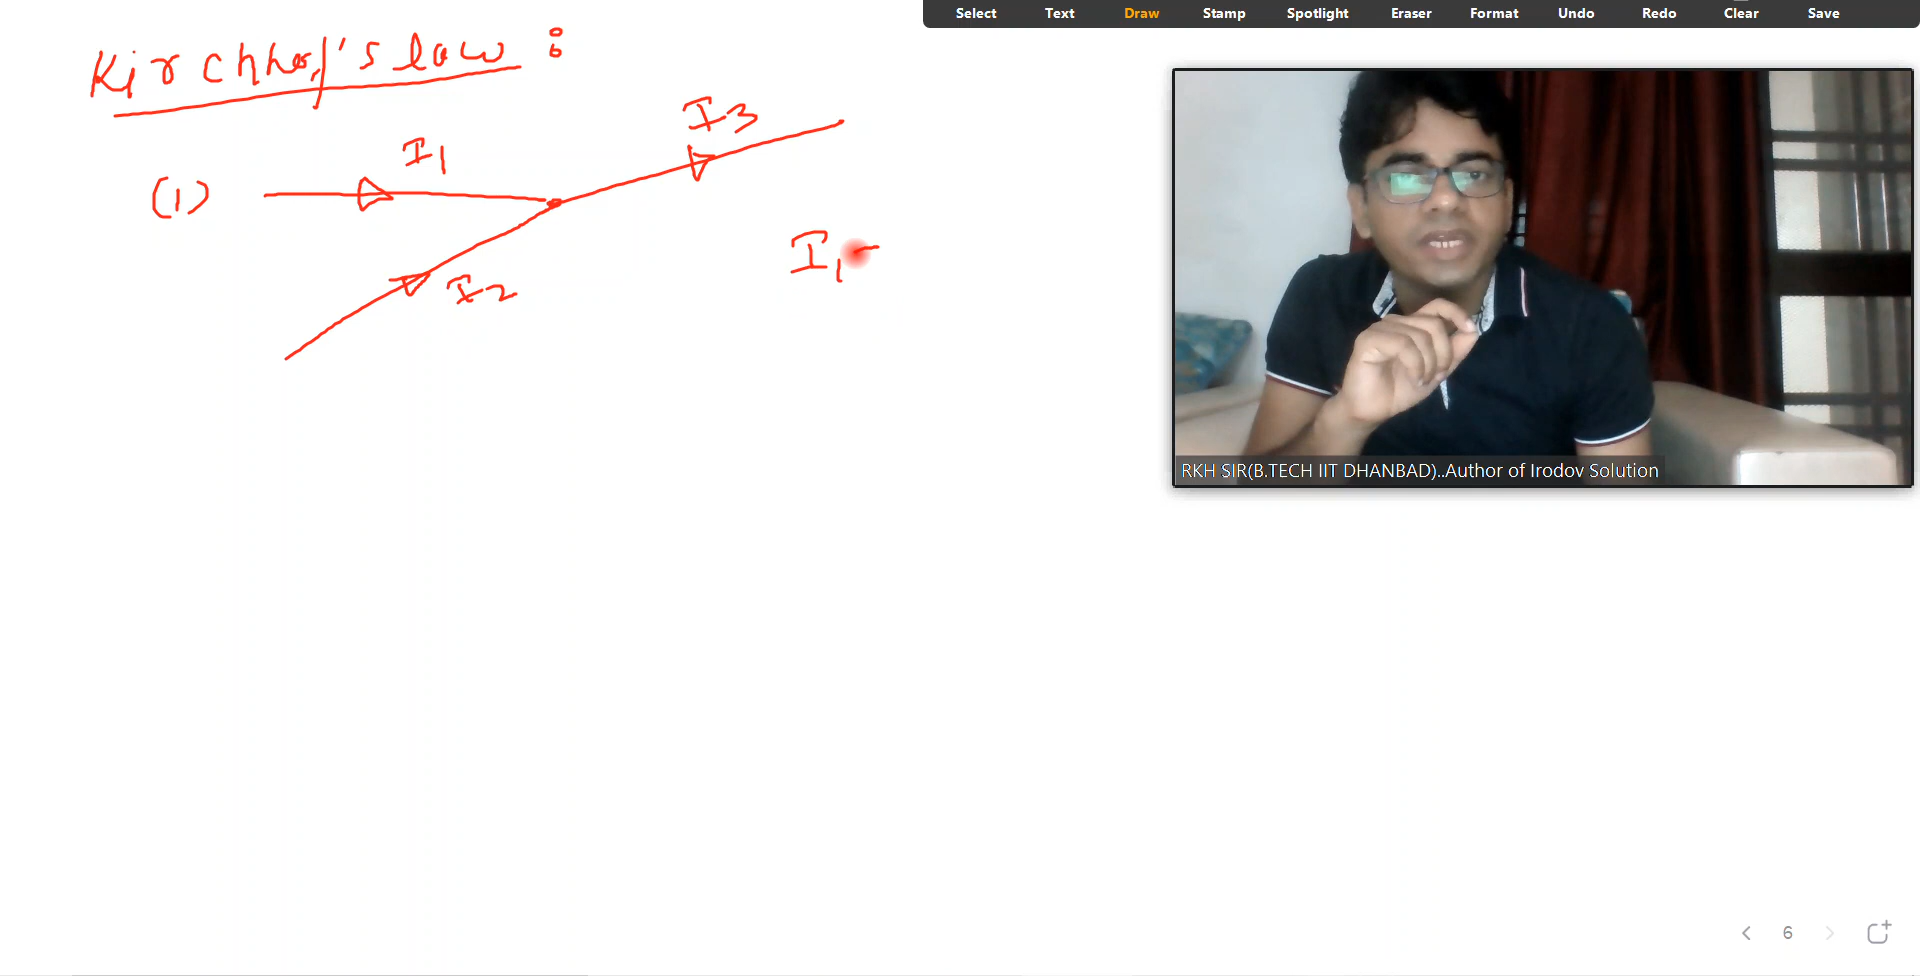 Select Text Draw Stamp Spotlight Eraser Format Undo Redo Clear Save
Kirchhof's law :
I3
I1
(1)
I1 -
I2
RKH SIR(B.TECH IIT DHANBAD)..Author of Irodov Solution
6